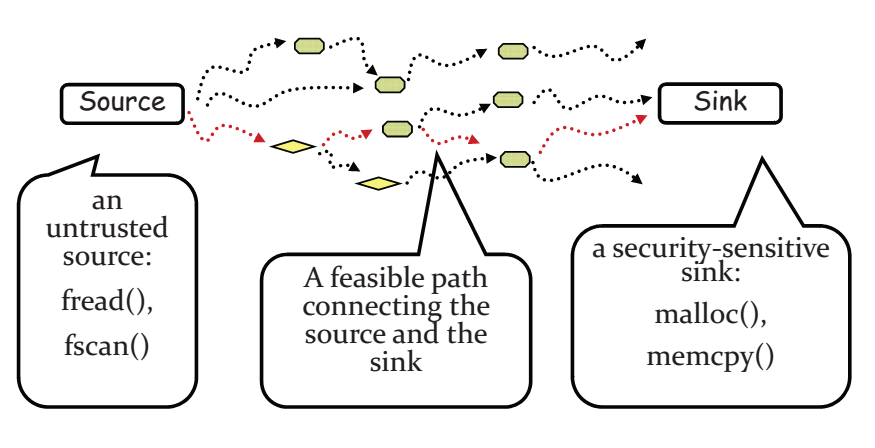 Source
Sink
an
untrusted
source:
fread(),
fscan()
A feasible path
connecting the
source and the
sink
a security-sensitive
sink:
malloc(),
memcpy()